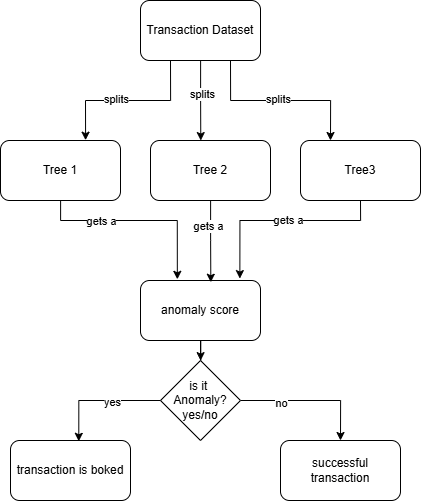 Transaction Dataset
splits
splits
splits
Tree 1
Tree 2
Tree3
gets a
gets a
gets a
anomaly score
is it
Anomaly?
yes/no
yes
no
transaction is boked
successful
transaction